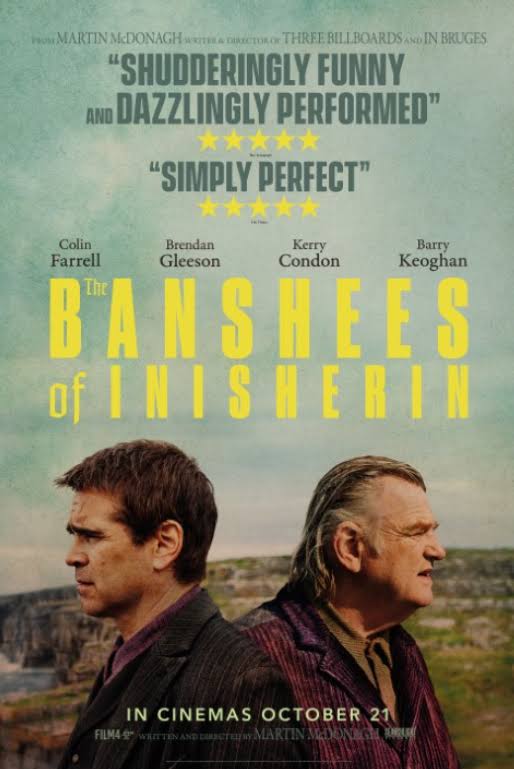 FROM MARTIN McDONAGH WRITER & DIRECTOR OF THREE BILLBOARDS AND IN BRUGES
“SHUDDERINGLY FUNNY
AND DAZZLINGLY PERFORMED”
“SIMPLY PERFECT”
Colin Farrell
Brendan Gleeson
Kerry Condon
Barry Keoghan
The BANSHEES
of INISHERIN
IN CINEMAS OCTOBER 21
FILM4 WRITTEN AND DIRECTED BY MARTIN McDONAGH